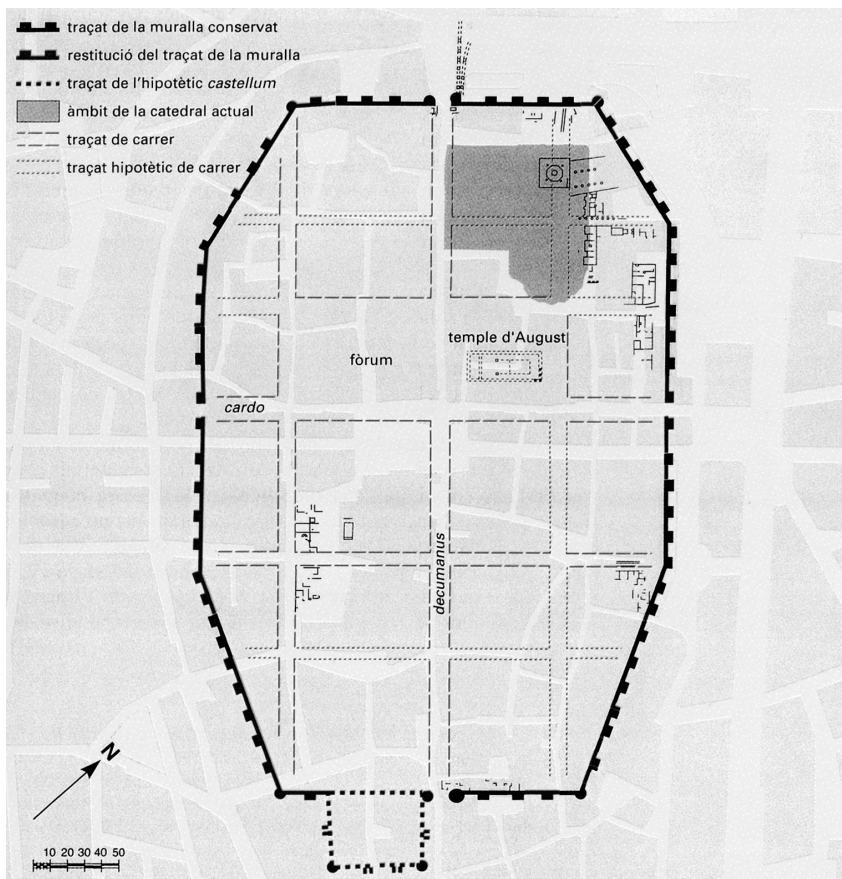 traçat de la muralla conservat
restitució del traçat de la muralla
traçat de l'hipotètic castellum
àmbit de la catedral actual
traçat de carrer
traçat hipotètic de carrer
temple d'August
fòrum
cardo
decumanus
N
10 20 30 40 50